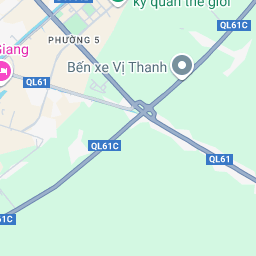 kỳ quan thế giới
QL61C
PHƯỜNG 5
Giang
Bến xe Vị Thanh
QL61
QL61C
QL61
61C